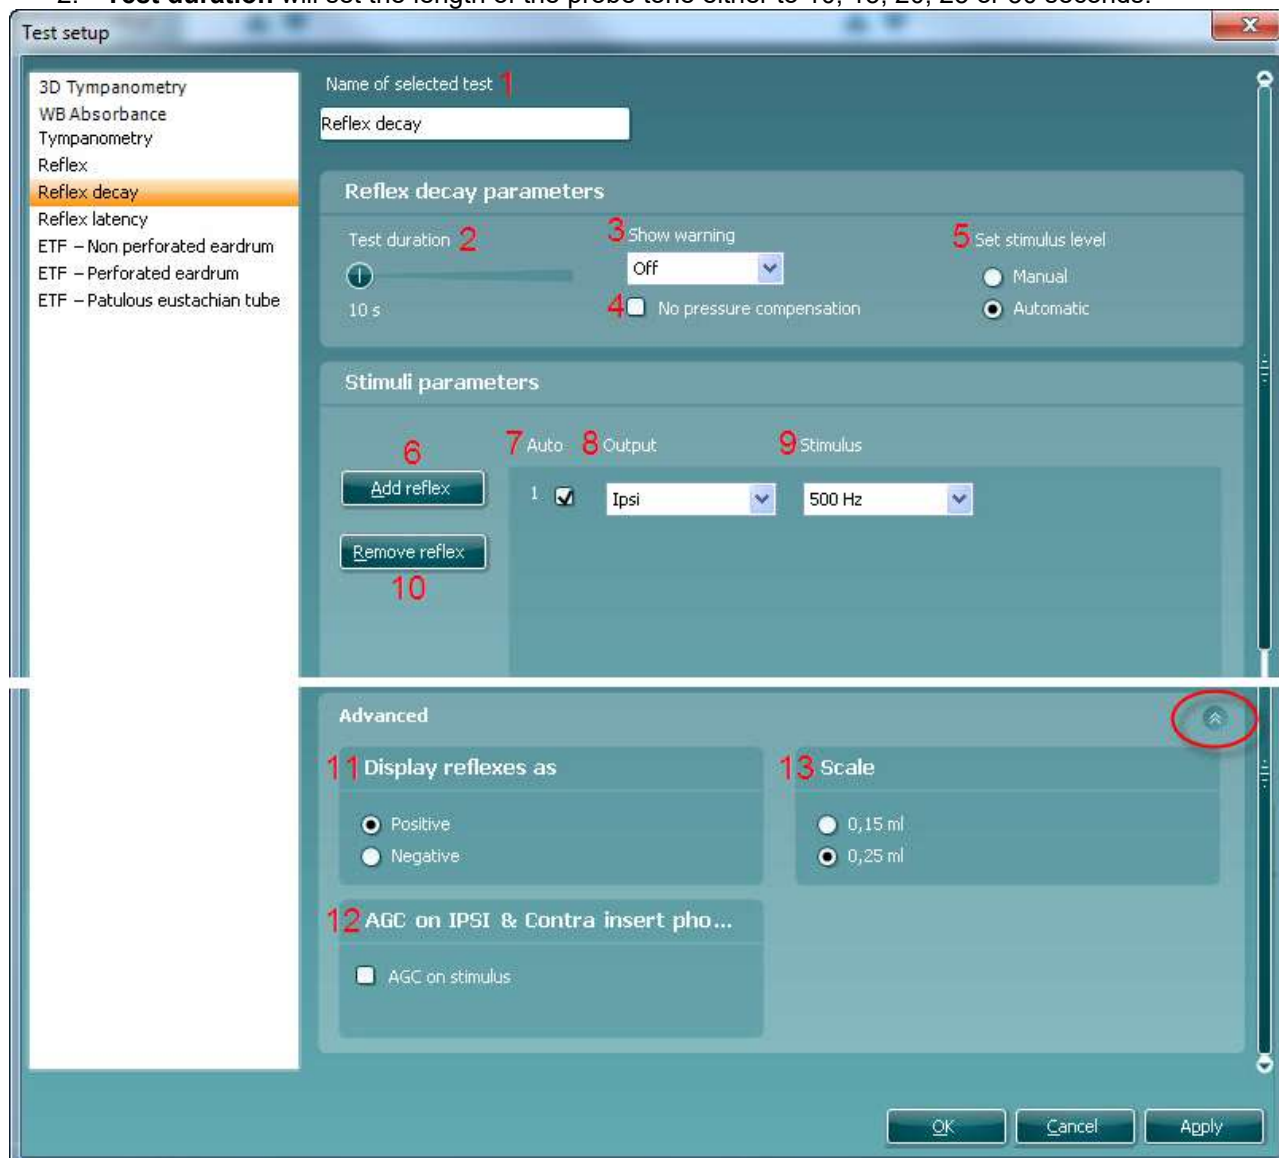 2. Test duration will set the length of the probe tone either to 10, 15, 20, 25 or 30 seconds.
Test setup
3D Tympanometry
WB Absorbance
Tympanometry
Reflex
Reflex decay
Reflex latency
ETF – Non perforated eardrum
ETF – Perforated eardrum
ETF – Patulous eustachian tube
Name of selected test 1
Reflex decay
Reflex decay parameters
Test duration 2
10 s
3 Show warning
Off
4 No pressure compensation
5 Set stimulus level
Manual
Automatic
Stimuli parameters
6
Add reflex
Remove reflex
10
7 Auto 8 Output 9 Stimulus
1 Ipsi 500 Hz
Advanced
11 Display reflexes as
Positive
Negative
13 Scale
0,15 ml
0,25 ml
12 AGC on IPSI & Contra insert pho...
AGC on stimulus
OK Cancel Apply